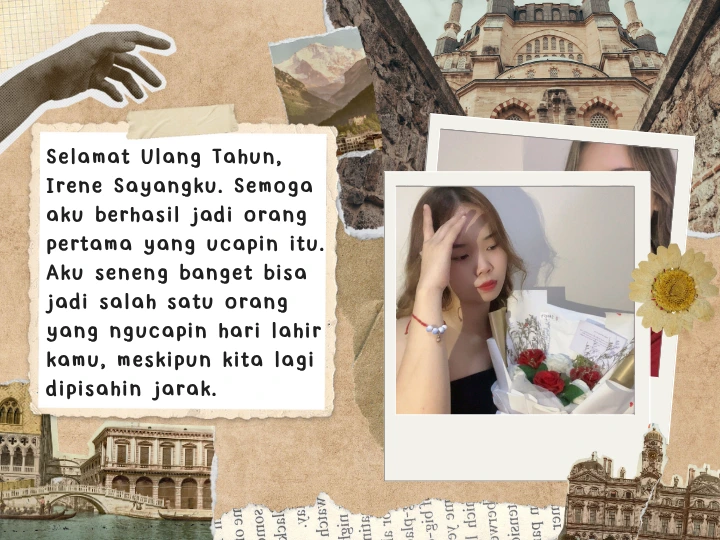 Selamat Ulang Tahun,
Irene Sayangku. Semoga
aku berhasil jadi orang
pertama yang ucapin itu.
Aku seneng banget bisa
jadi salah satu orang
yang ngucapin hari lahir
kamu, meskipun kita lagi
dipisahin jarak.